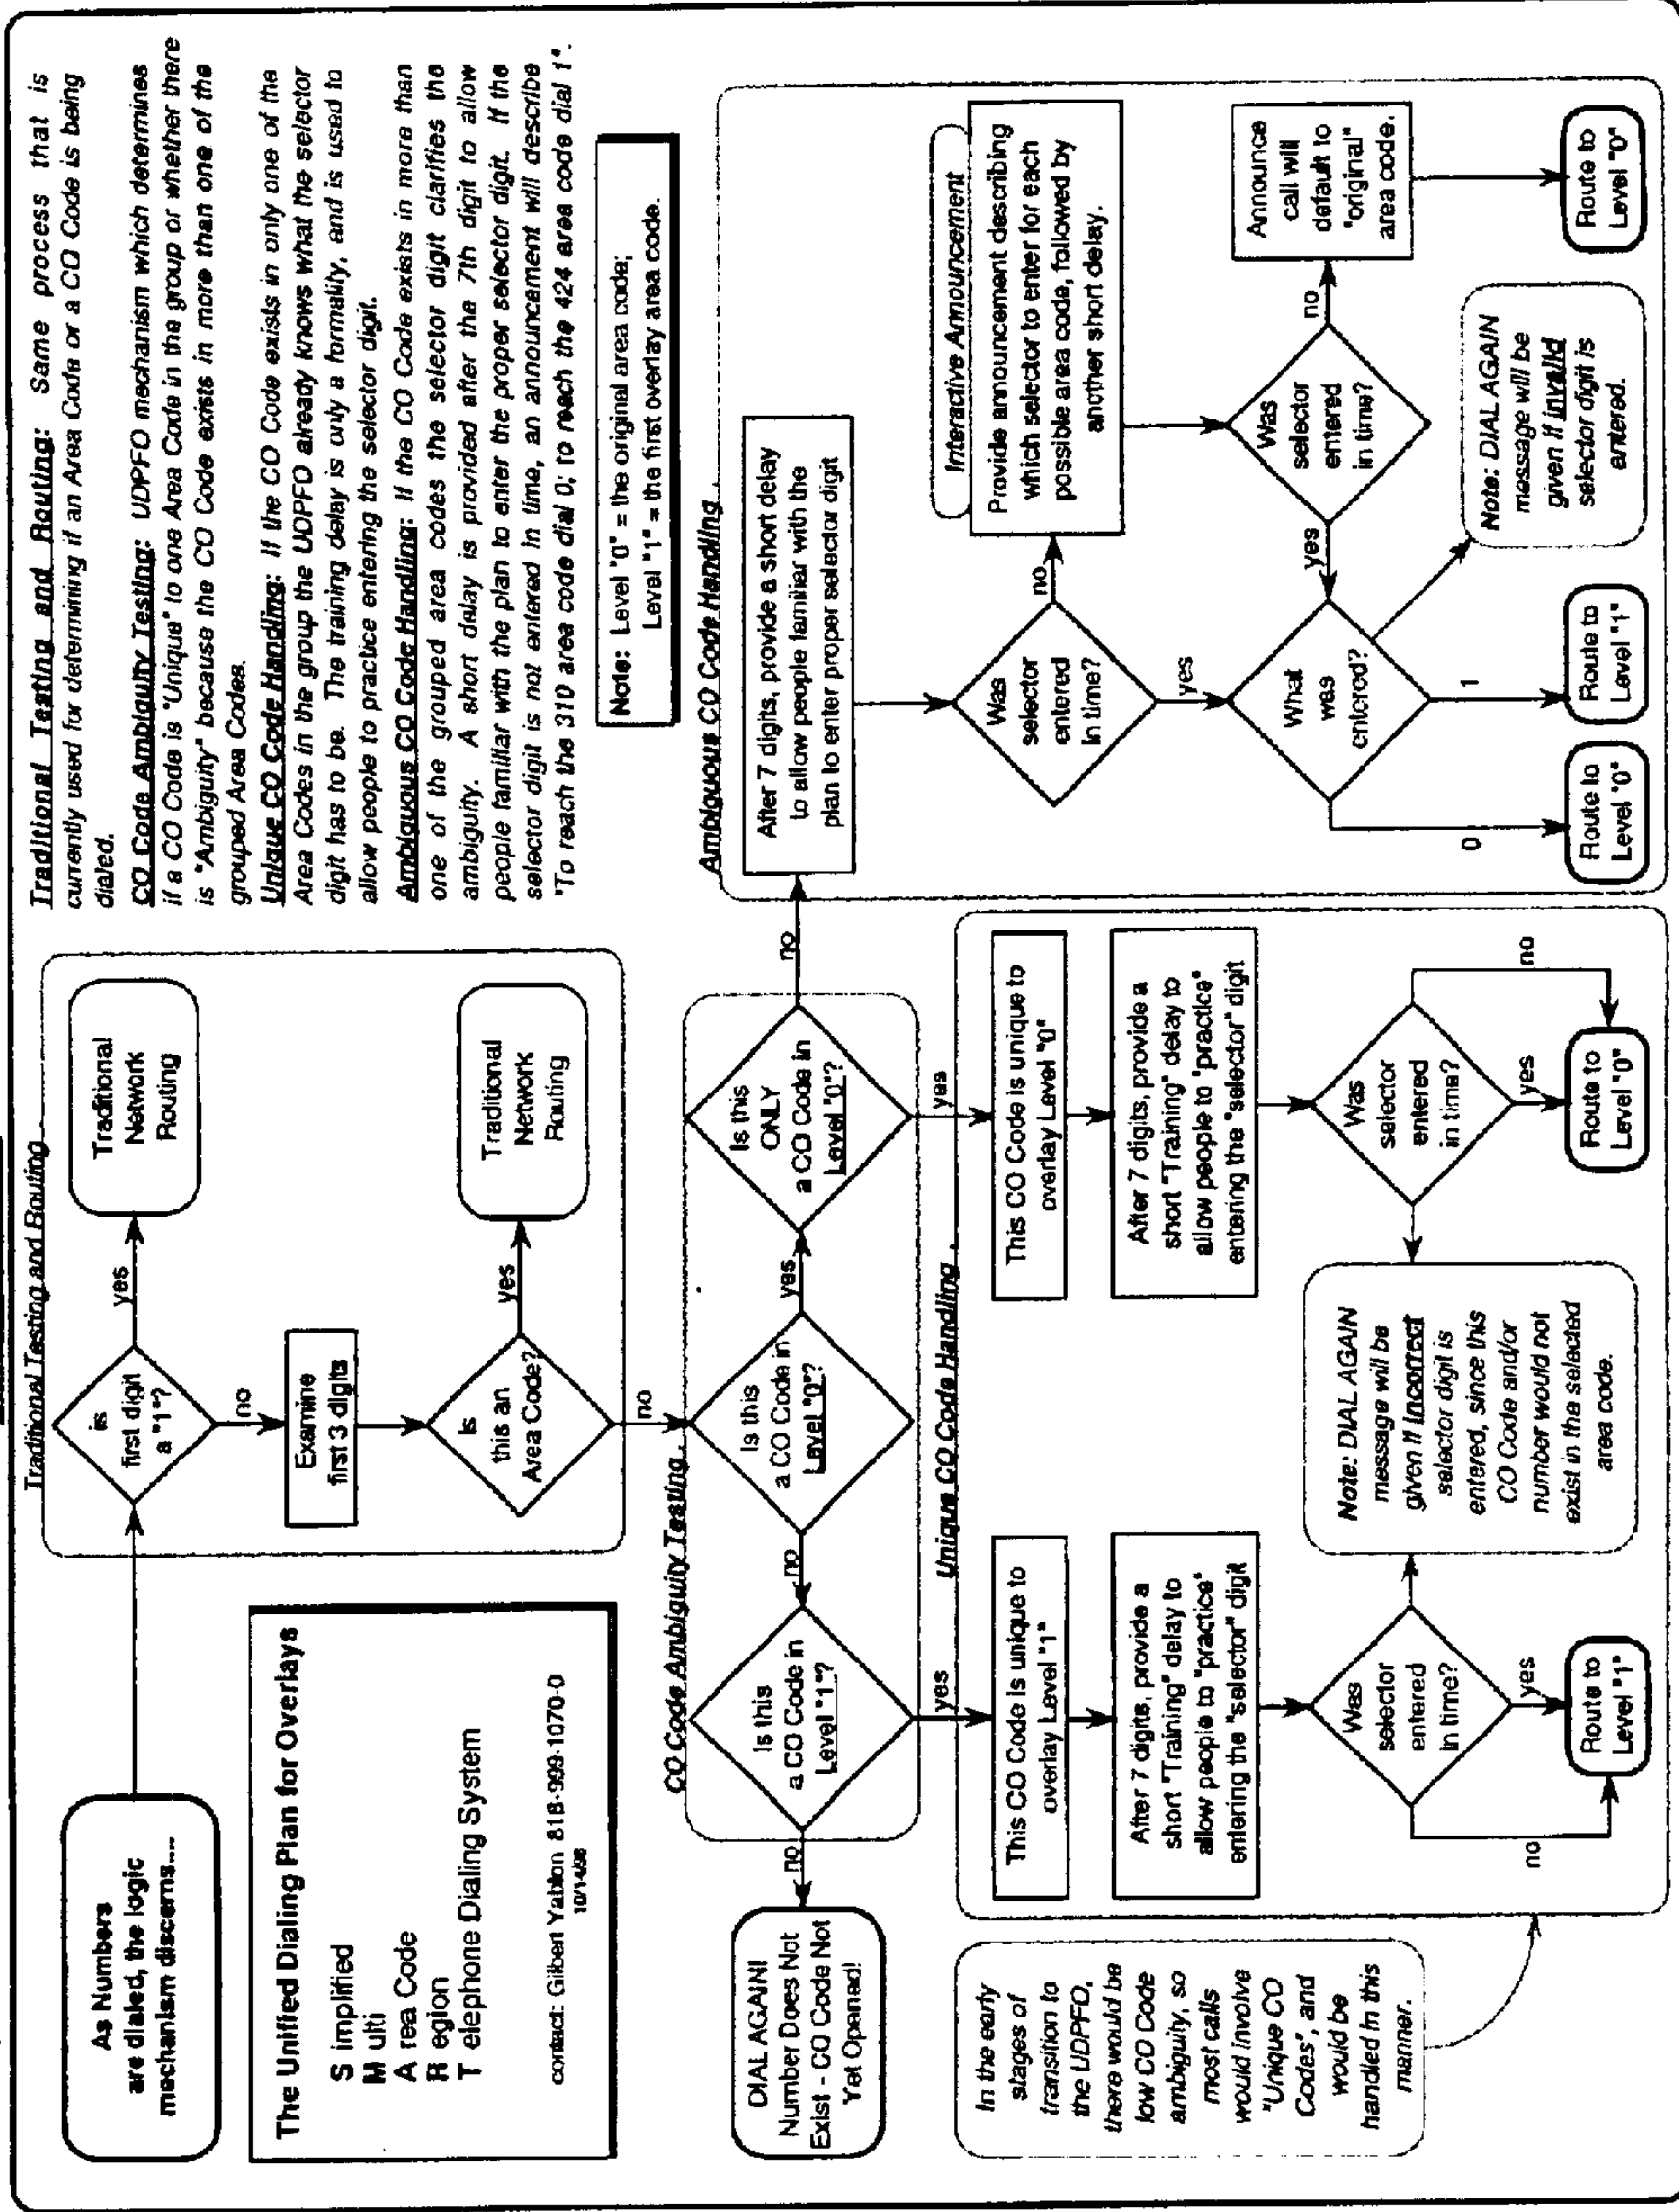 As Numbers
are dialed, the logic
mechanism discerns....
The Unified Dialing Plan for Overlays
S implified
M ulti
A rea Code
R egion
T elephone Dialing System
contact: Gilbert Yablon 818-999-1070-0
Traditional Testing and Routing
is
first digit
a "1"?
yes
Traditional
Network
Routing
no
Examine
first 3 digits
Is
this an
Area Code?
yes
Traditional
Network
Routing
no
Traditional Testing and Routing: Same process that is
currently used for determining if an Area Code or a CO Code is being
dialed.
CO Code Ambiguity Testing: UDPFO mechanism which determines
if a CO Code is "Unique" to one Area Code in the group or whether there
is "Ambiguity" because the CO Code exists in more than one of the
grouped Area Codes.
Unique CO Code Handling: If the CO Code exists in only one of the
Area Codes in the group the UDPFO already knows what the selector
digit has to be. The training delay is only a formality, and is used to
allow people to practice entering the selector digit.
Ambiguous CO Code Handling: If the CO Code exists in more than
one of the grouped area codes the selector digit clarifies the
ambiguity. A short delay is provided after the 7th digit to allow
people familiar with the plan to enter the proper selector digit. If the
selector digit is not entered in time, an announcement will describe
"To reach the 310 area code dial 0; to reach the 424 area code dial 1".
Note: Level "0" = the original area code;
Level "1" = the first overlay area code.
CO Code Ambiguity Testing
DIAL AGAIN!
Number Does Not
Exist - CO Code Not
Yet Opened!
no
Is this
a CO Code in
Level "1"?
no
Is this
a CO Code in
Level "0"?
yes
Is this
ONLY
a CO Code in
Level "0"?
no
yes
yes
In the early
stages of
transition to
the UDPFO,
there would be
low CO Code
ambiguity, so
most calls
would involve
"Unique CO
Codes", and
would be
handled in this
manner.
Unique CO Code Handling
This CO Code is unique to
overlay Level "1"
After 7 digits, provide a
short "Training" delay to
allow people to "practice"
entering the "selector" digit
Was
selector
entered
in time?
no
yes
Route to
Level "1"
Note: DIAL AGAIN
message will be
given if incorrect
selector digit is
entered, since this
CO Code and/or
number would not
exist in the selected
area code.
This CO Code is unique to
overlay Level "0"
After 7 digits, provide a
short "Training" delay to
allow people to "practice"
entering the "selector" digit
Was
selector
entered
in time?
no
yes
Route to
Level "0"
Ambiguous CO Code Handling
After 7 digits, provide a short delay
to allow people familiar with the
plan to enter proper selector digit
Was
selector
entered
in time?
no
Interactive Announcement
Provide announcement describing
which selector to enter for each
possible area code, followed by
another short delay.
yes
What
was
entered?
yes
Was
selector
entered
in time?
no
Announce
call will
default to
"original"
area code.
0
1
Note: DIAL AGAIN
message will be
given if invalid
selector digit is
entered.
Route to
Level "0"
Route to
Level "1"
Route to
Level "0"